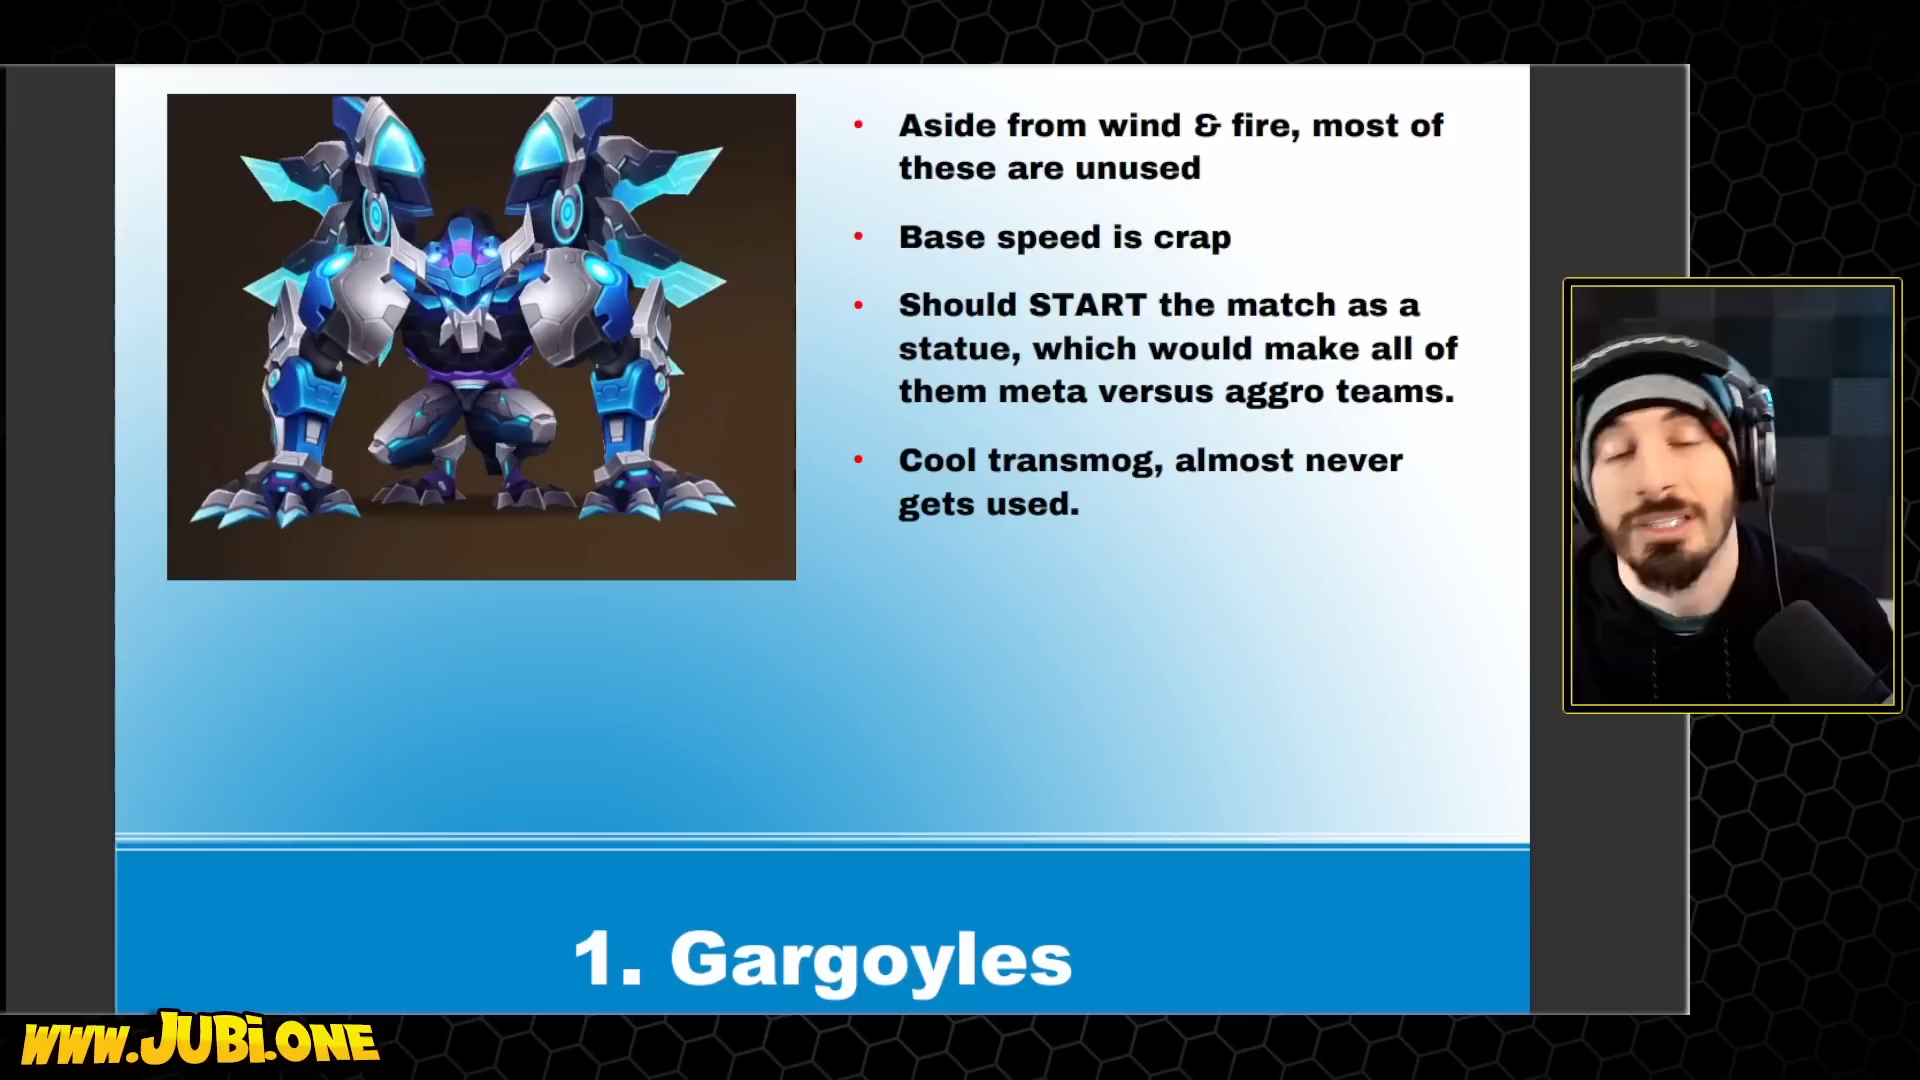 Aside from wind & fire, most of
these are unused
Base speed is crap
Should START the match as a
statue, which would make all of
them meta versus aggro teams.
Cool transmog, almost never
gets used.
1. Gargoyles
WWW.JUBi.ONE